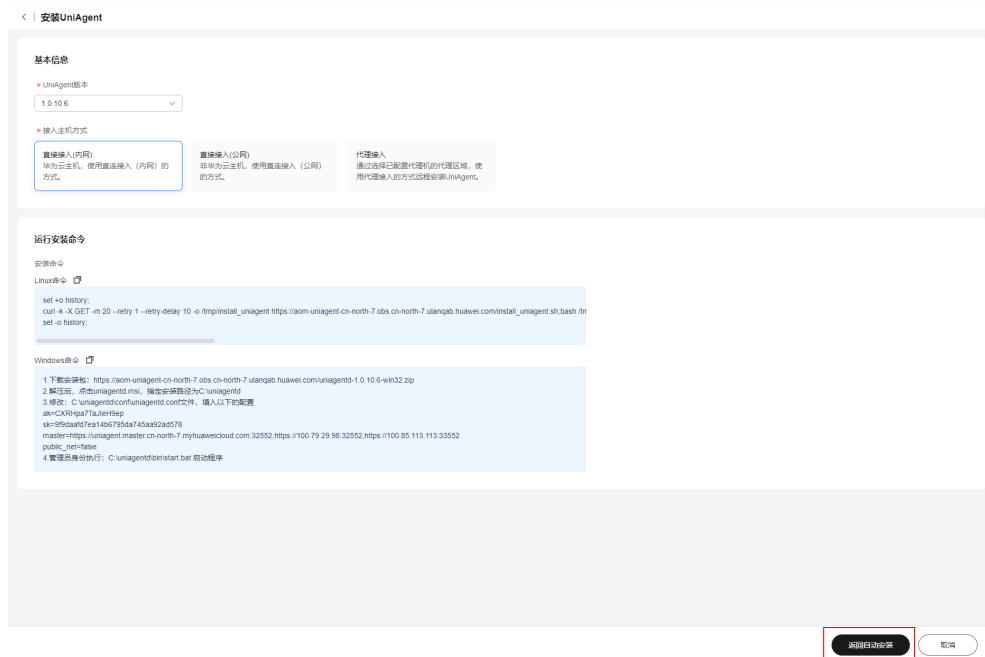 安装UniAgent
基本信息
* UniAgent版本
1.0.10.6
* 接入主机方式
直接接入(内网)
华为云主机，使用直连接入（内网）的
方式。
直接接入(公网)
非华为云主机，使用直连接入（公网）
的方式。
代理接入
通过选择已配置代理机的代理区域，使
用代理接入的方式远程安装UniAgent。
运行安装命令
安装命令
Linux命令
set +o history;
curl -k -X GET -m 20 --retry 1 --retry-delay 10 -o /tmp/install_uniagent https://aom-uniagent-cn-north-7.obs.cn-north-7.ulanqab.huawei.com/install_uniagent.sh;bash /tn
set -o history;
Windows命令
1.下载安装包：https://aom-uniagent-cn-north-7.obs.cn-north-7.ulanqab.huawei.com/uniagentd-1.0.10.6-win32.zip
2.解压后，点击uniagentd.msi，指定安装路径为C:\uniagentd
3.修改：C:\uniagentd\conf\uniagentd.conf文件，填入以下的配置
ak=CXRHpa7TaJIeH9ep
sk=9f9daafd7ea14b6795da745aa92ad578
master=https://uniagent.master.cn-north-7.myhuaweicloud.com:32552,https://100.79.29.98:32552,https://100.85.113.113:33552
public_net=false
4.管理员身份执行：C:\uniagentd\bin\start.bat 启动程序
返回自动安装
取消